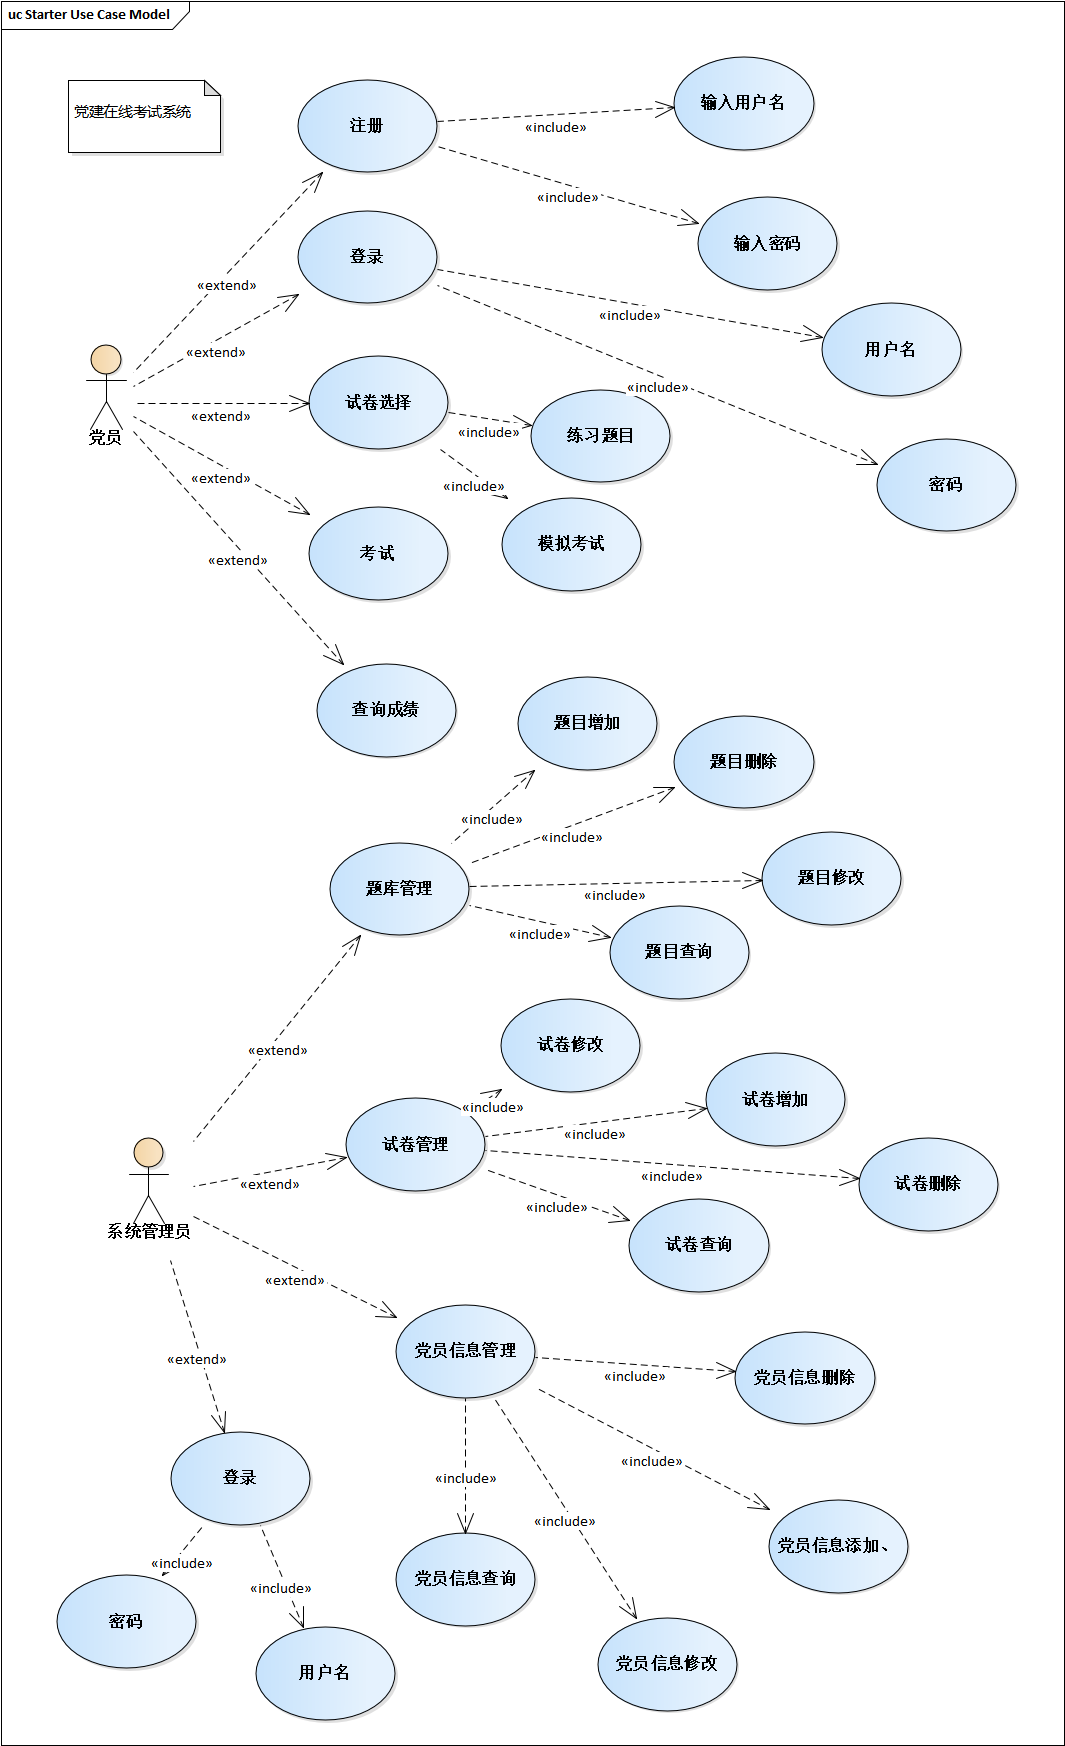 uc Starter Use Case Model
党建在线考试系统
注册
«include»
输入用户名
«include»
输入密码
«extend»
登录
«include»
用户名
«extend»
«include»
密码
党员
«extend»
试卷选择
«include»
练习题目
«include»
模拟考试
«extend»
考试
«extend»
查询成绩
题目增加
题目删除
«include»
«include»
题库管理
题目修改
«include»
«include»
题目查询
«extend»
试卷修改
«include»
试卷管理
试卷增加
«include»
«include»
试卷删除
«include»
试卷查询
«extend»
系统管理员
«extend»
党员信息管理
«include»
党员信息删除
«include»
党员信息添加、
«include»
党员信息查询
«include»
党员信息修改
«extend»
登录
«include»
密码
«include»
用户名